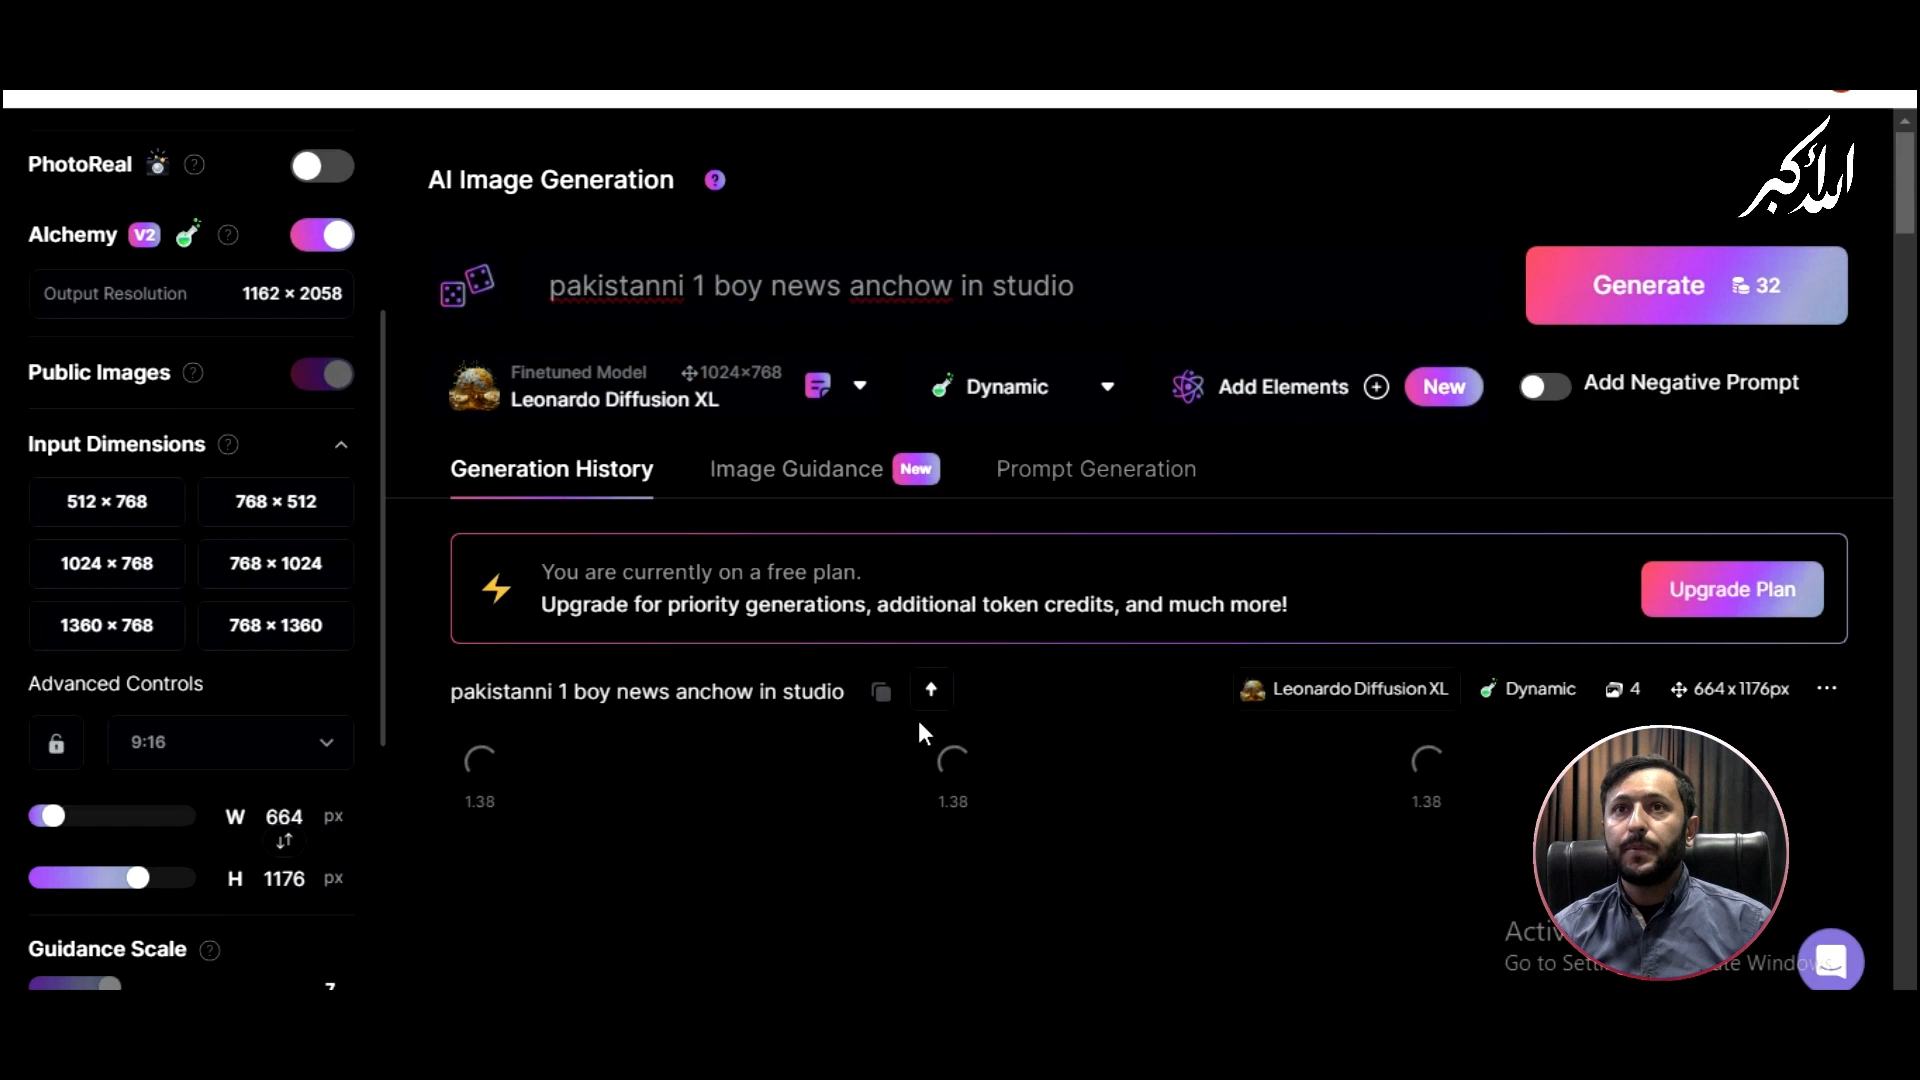 PhotoReal
Alchemy V2
Output Resolution 1162 × 2058
Public Images
Input Dimensions
512 × 768 768 × 512
1024 × 768 768 × 1024
1360 × 768 768 × 1360
Advanced Controls
9:16
W 664 px
H 1176 px
Guidance Scale
7
AI Image Generation
الله أكبر
pakistanni 1 boy news anchow in studio
Generate 32
Finetuned Model 1024×768
Leonardo Diffusion XL
Dynamic
Add Elements New
Add Negative Prompt
Generation History Image Guidance New Prompt Generation
You are currently on a free plan.
Upgrade for priority generations, additional token credits, and much more!
Upgrade Plan
pakistanni 1 boy news anchow in studio
Leonardo Diffusion XL Dynamic 4 664 x 1176px
1.38 1.38 1.38
Go to
Windows